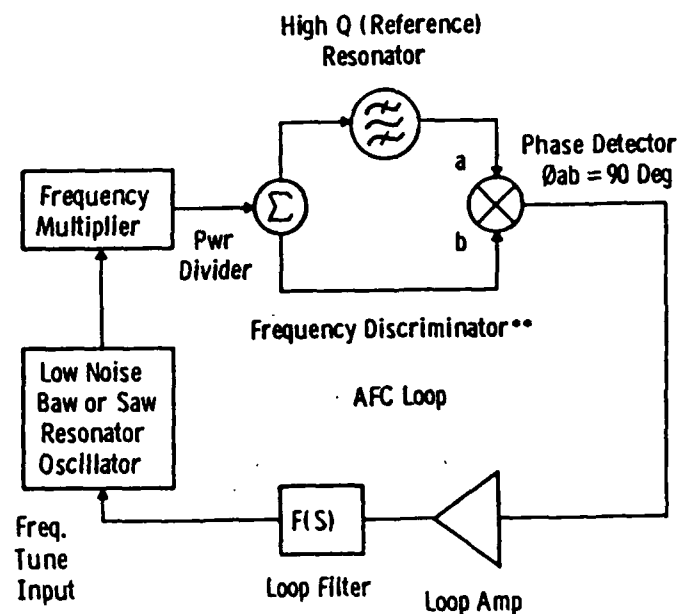 High Q (Reference)
Resonator
Phase Detector
Øab = 90 Deg
a
b
Frequency
Multiplier
Σ
Pwr
Divider
Frequency Discriminator**
Low Noise
Baw or Saw
Resonator
Oscillator
AFC Loop
F(S)
Freq.
Tune
Input
Loop Filter
Loop Amp